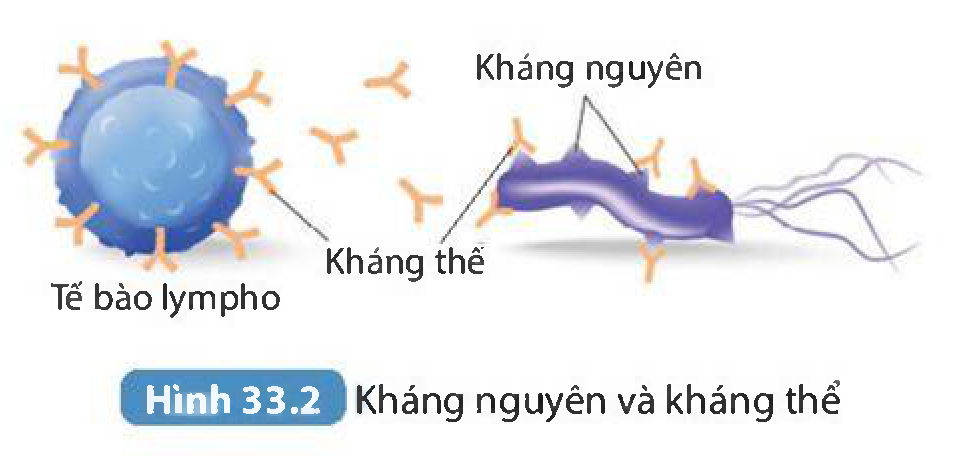 Kháng nguyên
Kháng thể
Tế bào lympho
Hình 33.2 Kháng nguyên và kháng thể